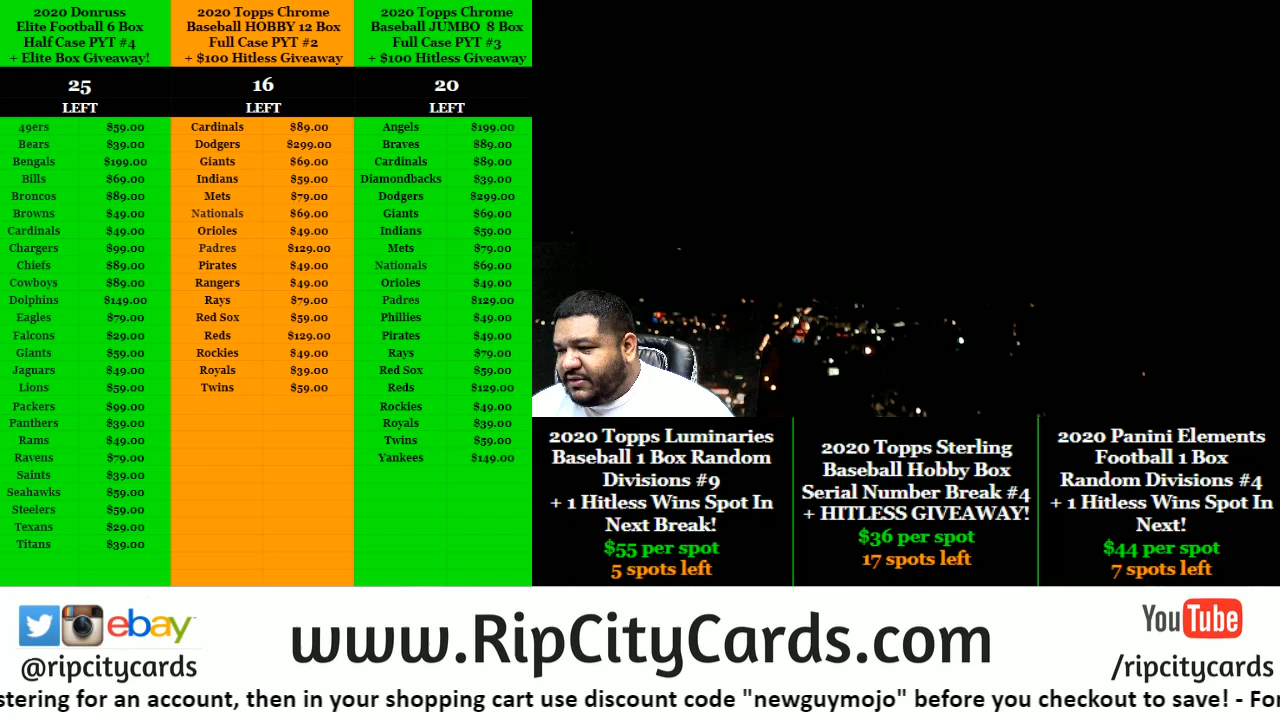 2020 Donruss
Elite Football 6 Box
Half Case PYT #4
+ Elite Box Giveaway!
25
LEFT
49ers $59.00
Bears $39.00
Bengals $199.00
Bills $69.00
Broncos $89.00
Browns $49.00
Cardinals $49.00
Chargers $99.00
Chiefs $89.00
Cowboys $89.00
Dolphins $149.00
Eagles $79.00
Falcons $29.00
Giants $59.00
Jaguars $49.00
Lions $59.00
Packers $99.00
Panthers $39.00
Rams $49.00
Ravens $79.00
Saints $39.00
Seahawks $59.00
Steelers $59.00
Texans $29.00
Titans $39.00
2020 Topps Chrome
Baseball HOBBY 12 Box
Full Case PYT #2
+ $100 Hitless Giveaway
16
LEFT
Cardinals $89.00
Dodgers $299.00
Giants $69.00
Indians $59.00
Mets $79.00
Nationals $69.00
Orioles $49.00
Padres $129.00
Pirates $49.00
Rangers $49.00
Rays $79.00
Red Sox $59.00
Reds $129.00
Rockies $49.00
Royals $39.00
Twins $59.00
2020 Topps Chrome
Baseball JUMBO 8 Box
Full Case PYT #3
+ $100 Hitless Giveaway
20
LEFT
Angels $199.00
Braves $89.00
Cardinals $89.00
Diamondbacks $39.00
Dodgers $299.00
Giants $69.00
Indians $59.00
Mets $79.00
Nationals $69.00
Orioles $49.00
Padres $129.00
Phillies $49.00
Pirates $49.00
Rays $79.00
Red Sox $59.00
Reds $129.00
Rockies $49.00
Royals $39.00
Twins $59.00
Yankees $149.00
2020 Topps Luminaries
Baseball 1 Box Random
Divisions #9
+ 1 Hitless Wins Spot In
Next Break!
$55 per spot
5 spots left
2020 Topps Sterling
Baseball Hobby Box
Serial Number Break #4
+ HITLESS GIVEAWAY!
$36 per spot
17 spots left
2020 Panini Elements
Football 1 Box
Random Divisions #4
+ 1 Hitless Wins Spot In
Next!
$44 per spot
7 spots left
ebay
@ripcitycards
www.RipCityCards.com
YouTube
/ripcitycards
stering for an account, then in your shopping cart use discount code "newguymojo" before you checkout to save! - For